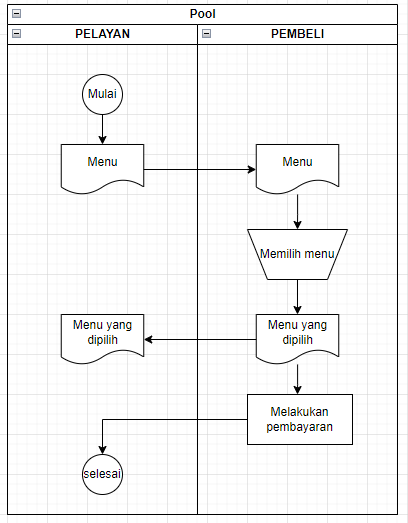 Pool
PELAYAN
PEMBELI
Mulai
Menu
Menu
Memilih menu
Menu yang
dipilih
Menu yang
dipilih
Melakukan
pembayaran
selesai